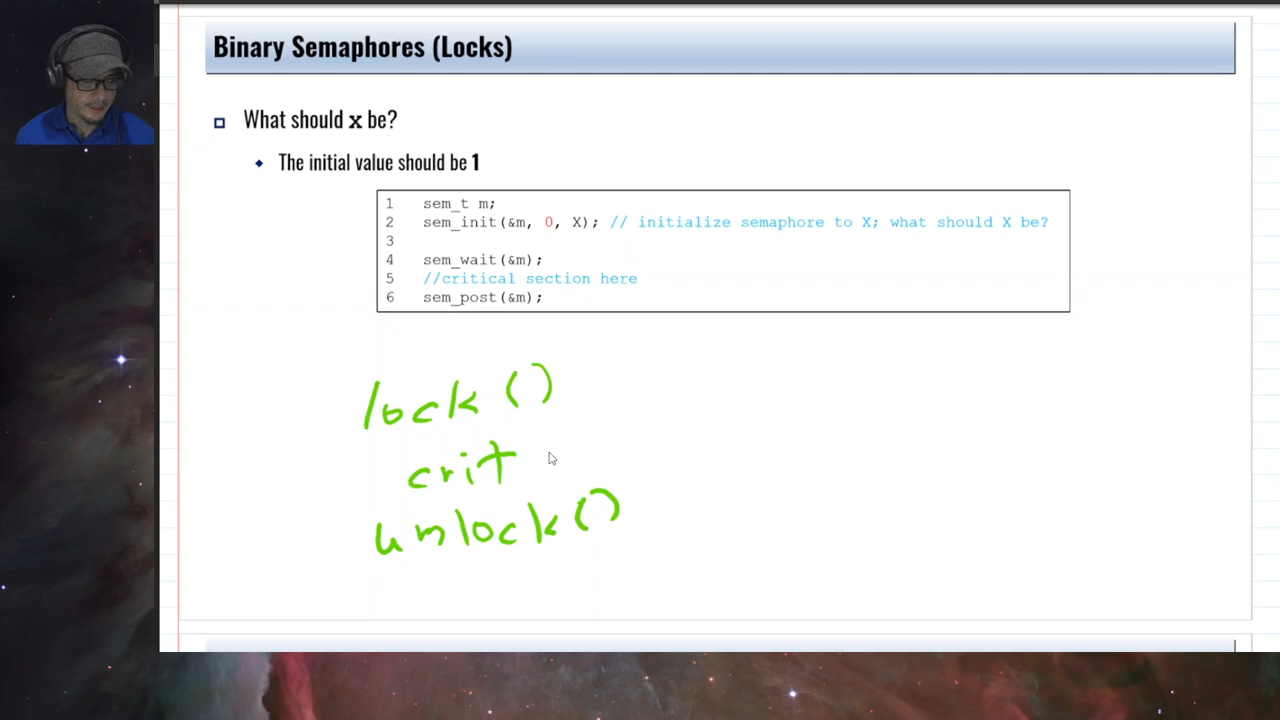 Binary Semaphores (Locks)
What should x be?
The initial value should be 1
1 sem_t m;
2 sem_init(&m, 0, X); // initialize semaphore to X; what should X be?
3
4 sem_wait(&m);
5 //critical section here
6 sem_post(&m);
lock ()
crit
unlock ()